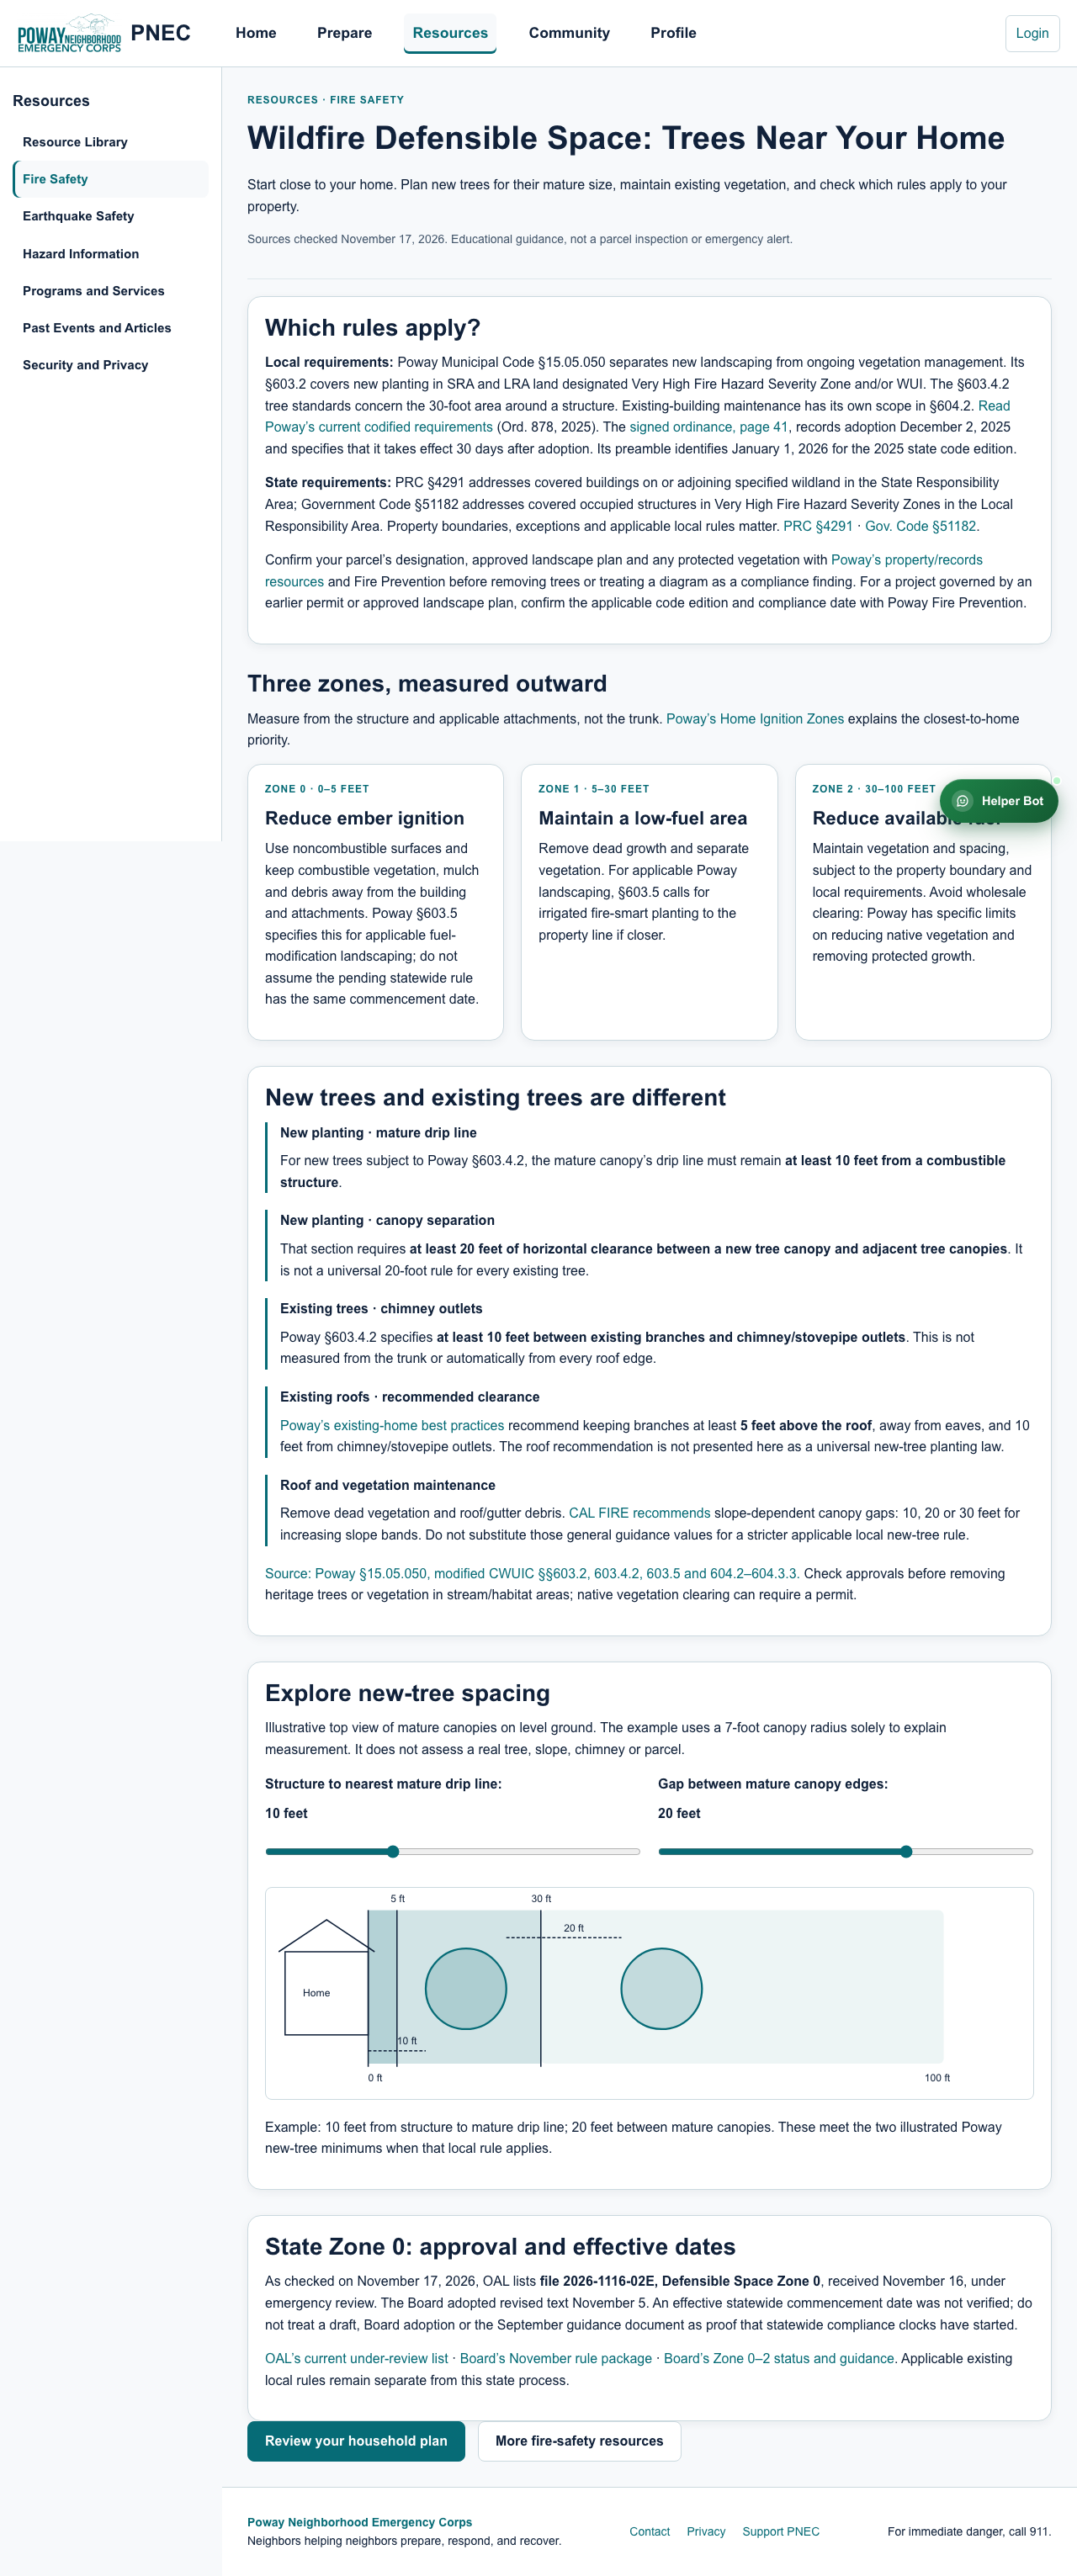 POWAY NEIGHBORHOOD
EMERGENCY CORPS
PNEC
Home
Prepare
Resources
Community
Profile
Login
Resources
Resource Library
Fire Safety
Earthquake Safety
Hazard Information
Programs and Services
Past Events and Articles
Security and Privacy
RESOURCES · FIRE SAFETY
Wildfire Defensible Space: Trees Near Your Home
Start close to your home. Plan new trees for their mature size, maintain existing vegetation, and check which rules apply to your
property.
Sources checked November 17, 2026. Educational guidance, not a parcel inspection or emergency alert.
Which rules apply?
Local requirements: Poway Municipal Code §15.05.050 separates new landscaping from ongoing vegetation management. Its
§603.2 covers new planting in SRA and LRA land designated Very High Fire Hazard Severity Zone and/or WUI. The §603.4.2
tree standards concern the 30-foot area around a structure. Existing-building maintenance has its own scope in §604.2. Read
Poway’s current codified requirements (Ord. 878, 2025). The signed ordinance, page 41, records adoption December 2, 2025
and specifies that it takes effect 30 days after adoption. Its preamble identifies January 1, 2026 for the 2025 state code edition.
State requirements: PRC §4291 addresses covered buildings on or adjoining specified wildland in the State Responsibility
Area; Government Code §51182 addresses covered occupied structures in Very High Fire Hazard Severity Zones in the Local
Responsibility Area. Property boundaries, exceptions and applicable local rules matter. PRC §4291 · Gov. Code §51182.
Confirm your parcel’s designation, approved landscape plan and any protected vegetation with Poway’s property/records
resources and Fire Prevention before removing trees or treating a diagram as a compliance finding. For a project governed by an
earlier permit or approved landscape plan, confirm the applicable code edition and compliance date with Poway Fire Prevention.
Three zones, measured outward
Measure from the structure and applicable attachments, not the trunk. Poway’s Home Ignition Zones explains the closest-to-home
priority.
ZONE 0 · 0–5 FEET
Reduce ember ignition
Use noncombustible surfaces and
keep combustible vegetation, mulch
and debris away from the building
and attachments. Poway §603.5
specifies this for applicable fuel-
modification landscaping; do not
assume the pending statewide rule
has the same commencement date.
ZONE 1 · 5–30 FEET
Maintain a low-fuel area
Remove dead growth and separate
vegetation. For applicable Poway
landscaping, §603.5 calls for
irrigated fire-smart planting to the
property line if closer.
ZONE 2 · 30–100 FEET
Reduce available
Maintain vegetation and spacing,
subject to the property boundary and
local requirements. Avoid wholesale
clearing: Poway has specific limits
on reducing native vegetation and
removing protected growth.
Helper Bot
New trees and existing trees are different
New planting · mature drip line
For new trees subject to Poway §603.4.2, the mature canopy’s drip line must remain at least 10 feet from a combustible
structure.
New planting · canopy separation
That section requires at least 20 feet of horizontal clearance between a new tree canopy and adjacent tree canopies. It
is not a universal 20-foot rule for every existing tree.
Existing trees · chimney outlets
Poway §603.4.2 specifies at least 10 feet between existing branches and chimney/stovepipe outlets. This is not
measured from the trunk or automatically from every roof edge.
Existing roofs · recommended clearance
Poway’s existing-home best practices recommend keeping branches at least 5 feet above the roof, away from eaves, and 10
feet from chimney/stovepipe outlets. The roof recommendation is not presented here as a universal new-tree planting law.
Roof and vegetation maintenance
Remove dead vegetation and roof/gutter debris. CAL FIRE recommends slope-dependent canopy gaps: 10, 20 or 30 feet for
increasing slope bands. Do not substitute those general guidance values for a stricter applicable local new-tree rule.
Source: Poway §15.05.050, modified CWUIC §§603.2, 603.4.2, 603.5 and 604.2–604.3.3. Check approvals before removing
heritage trees or vegetation in stream/habitat areas; native vegetation clearing can require a permit.
Explore new-tree spacing
Illustrative top view of mature canopies on level ground. The example uses a 7-foot canopy radius solely to explain
measurement. It does not assess a real tree, slope, chimney or parcel.
Structure to nearest mature drip line:
10 feet
Gap between mature canopy edges:
20 feet
5 ft
30 ft
20 ft
Home
10 ft
0 ft
100 ft
Example: 10 feet from structure to mature drip line; 20 feet between mature canopies. These meet the two illustrated Poway
new-tree minimums when that local rule applies.
State Zone 0: approval and effective dates
As checked on November 17, 2026, OAL lists file 2026-1116-02E, Defensible Space Zone 0, received November 16, under
emergency review. The Board adopted revised text November 5. An effective statewide commencement date was not verified; do
not treat a draft, Board adoption or the September guidance document as proof that statewide compliance clocks have started.
OAL’s current under-review list · Board’s November rule package · Board’s Zone 0–2 status and guidance. Applicable existing
local rules remain separate from this state process.
Review your household plan
More fire-safety resources
Poway Neighborhood Emergency Corps
Neighbors helping neighbors prepare, respond, and recover.
Contact
Privacy
Support PNEC
For immediate danger, call 911.